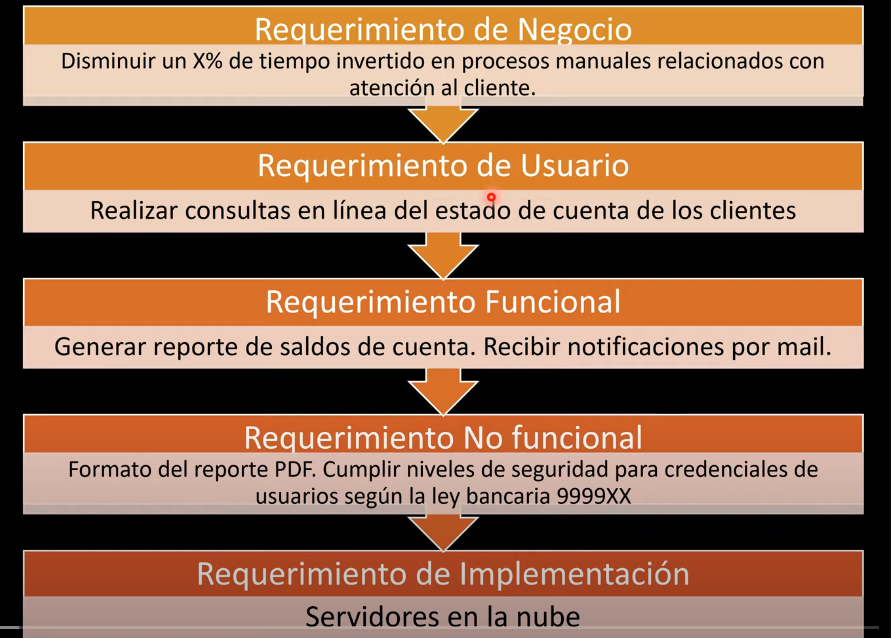 Requerimiento de Negocio
Disminuir un X% de tiempo invertido en procesos manuales relacionados con
atención al cliente.
Requerimiento de Usuario
Realizar consultas en línea del estado de cuenta de los clientes
Requerimiento Funcional
Generar reporte de saldos de cuenta. Recibir notificaciones por mail.
Requerimiento No funcional
Formato del reporte PDF. Cumplir niveles de seguridad para credenciales de
usuarios según la ley bancaria 9999XX
Requerimiento de Implementación
Servidores en la nube